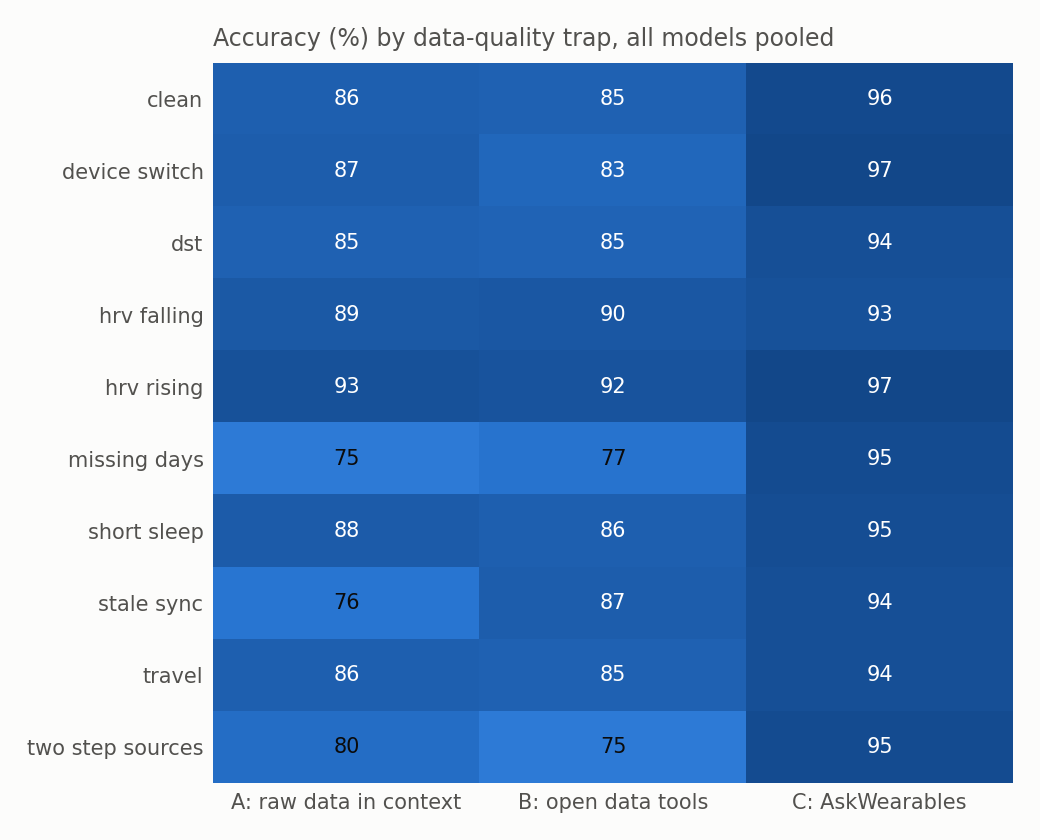 Accuracy (%) by data-quality trap, all models pooled
clean 86 85 96
device switch 87 83 97
dst 85 85 94
hrv falling 89 90 93
hrv rising 93 92 97
missing days 75 77 95
short sleep 88 86 95
stale sync 76 87 94
travel 86 85 94
two step sources 80 75 95
A: raw data in context B: open data tools C: AskWearables